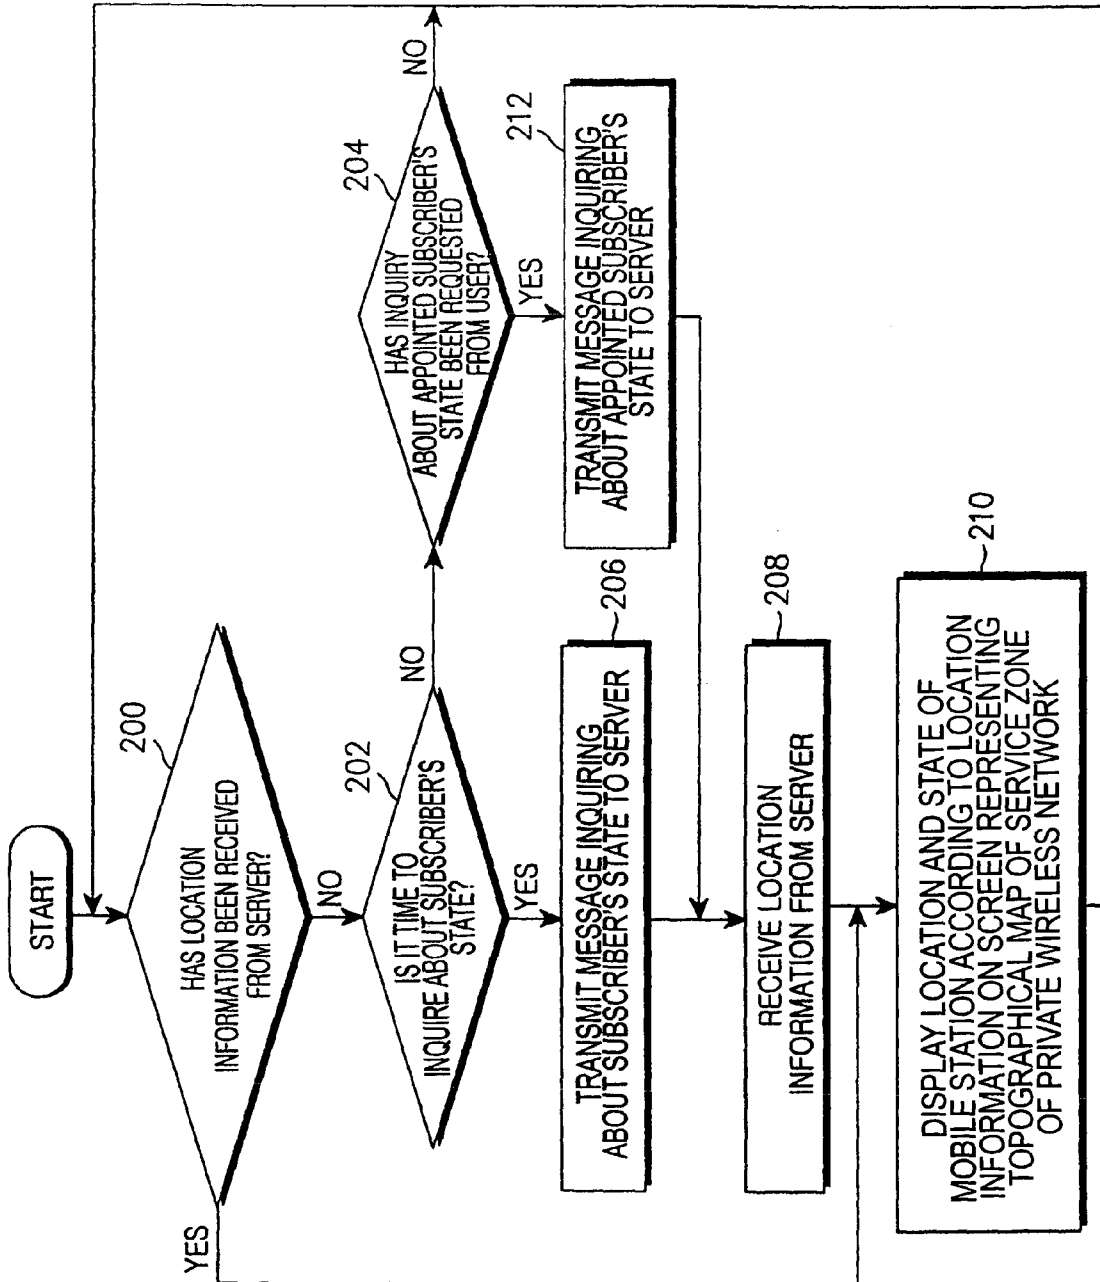 START
200
HAS LOCATION
INFORMATION BEEN RECEIVED
FROM SERVER?
YES
NO
202
IS IT TIME TO
INQUIRE ABOUT SUBSCRIBER'S
STATE?
NO
YES
204
HAS INQUIRY
ABOUT APPOINTED SUBSCRIBER'S
STATE BEEN REQUESTED
FROM USER?
NO
YES
206
TRANSMIT MESSAGE INQUIRING
ABOUT SUBSCRIBER'S STATE TO SERVER
212
TRANSMIT MESSAGE INQUIRING
ABOUT APPOINTED SUBSCRIBER'S
STATE TO SERVER
208
RECEIVE LOCATION
INFORMATION FROM SERVER
210
DISPLAY LOCATION AND STATE OF
MOBILE STATION ACCORDING TO LOCATION
INFORMATION ON SCREEN REPRESENTING
TOPOGRAPHICAL MAP OF SERVICE ZONE
OF PRIVATE WIRELESS NETWORK